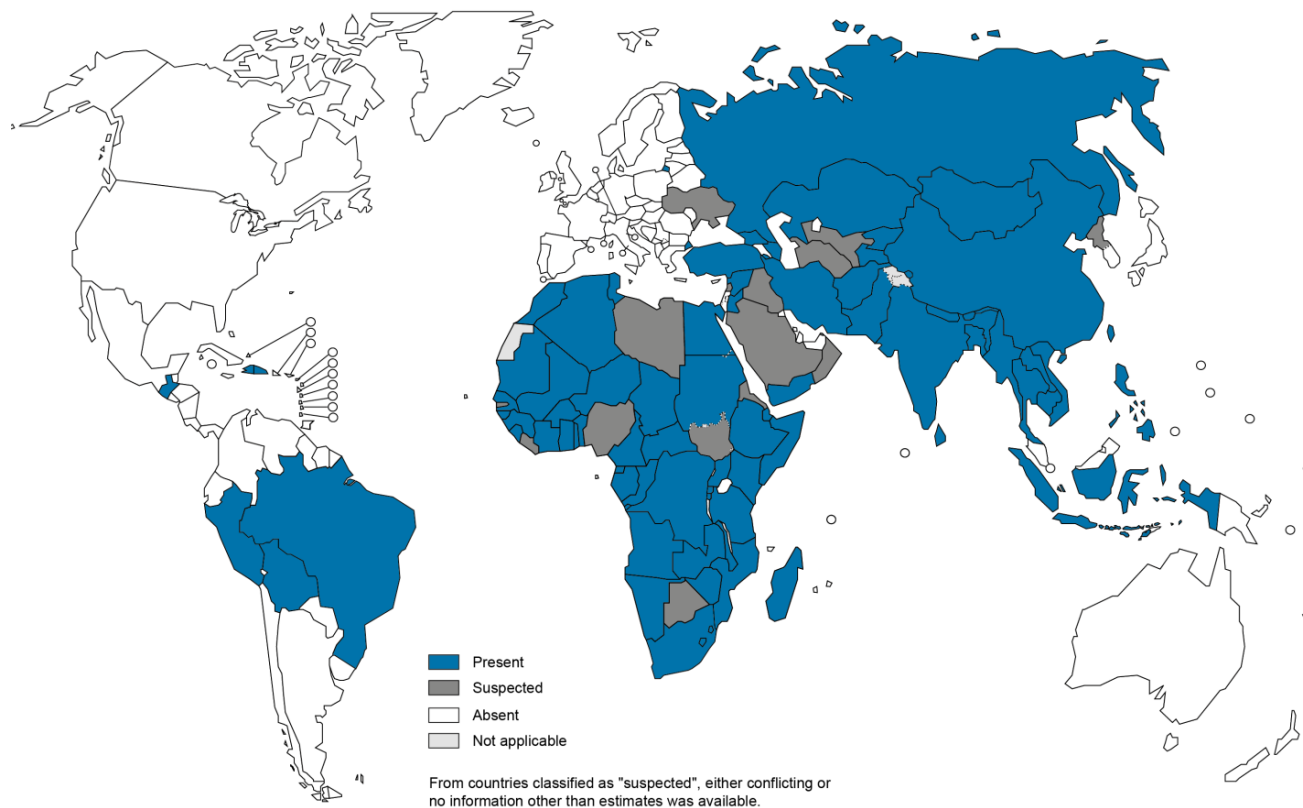 Present
Suspected
Absent
Not applicable
From countries classified as "suspected", either conflicting or
no information other than estimates was available.